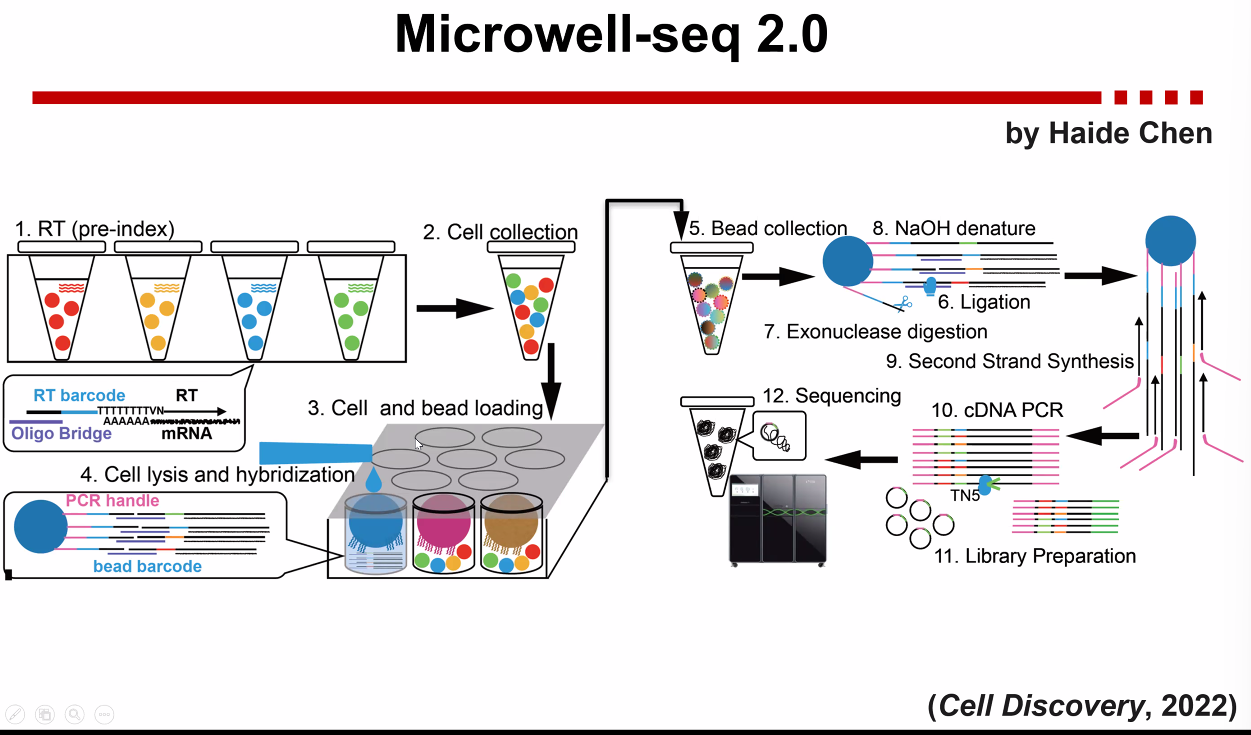 Microwell-seq 2.0
by Haide Chen
1. RT (pre-index)
2. Cell collection
RT barcode
RT
TTTTTTTTVN
AAAAAA
Oligo Bridge
mRNA
3. Cell and bead loading
4. Cell lysis and hybridization
PCR handle
bead barcode
5. Bead collection
8. NaOH denature
6. Ligation
7. Exonuclease digestion
9. Second Strand Synthesis
10. cDNA PCR
TN5
11. Library Preparation
12. Sequencing
(Cell Discovery, 2022)